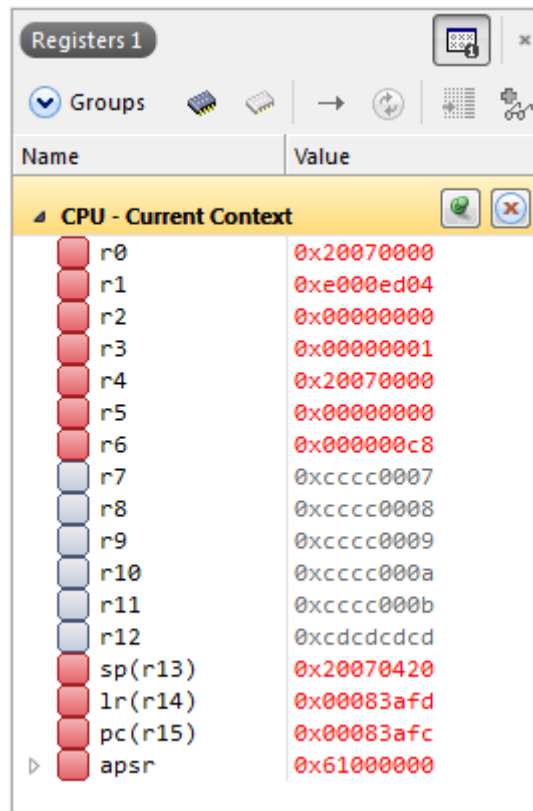 Registers 1
Groups
Name Value
CPU - Current Context
r0 0x20070000
r1 0xe000ed04
r2 0x00000000
r3 0x00000001
r4 0x20070000
r5 0x00000000
r6 0x000000c8
r7 0xcccc0007
r8 0xcccc0008
r9 0xcccc0009
r10 0xcccc000a
r11 0xcccc000b
r12 0xcdcdcdcd
sp(r13) 0x20070420
lr(r14) 0x00083afd
pc(r15) 0x00083afc
apsr 0x61000000